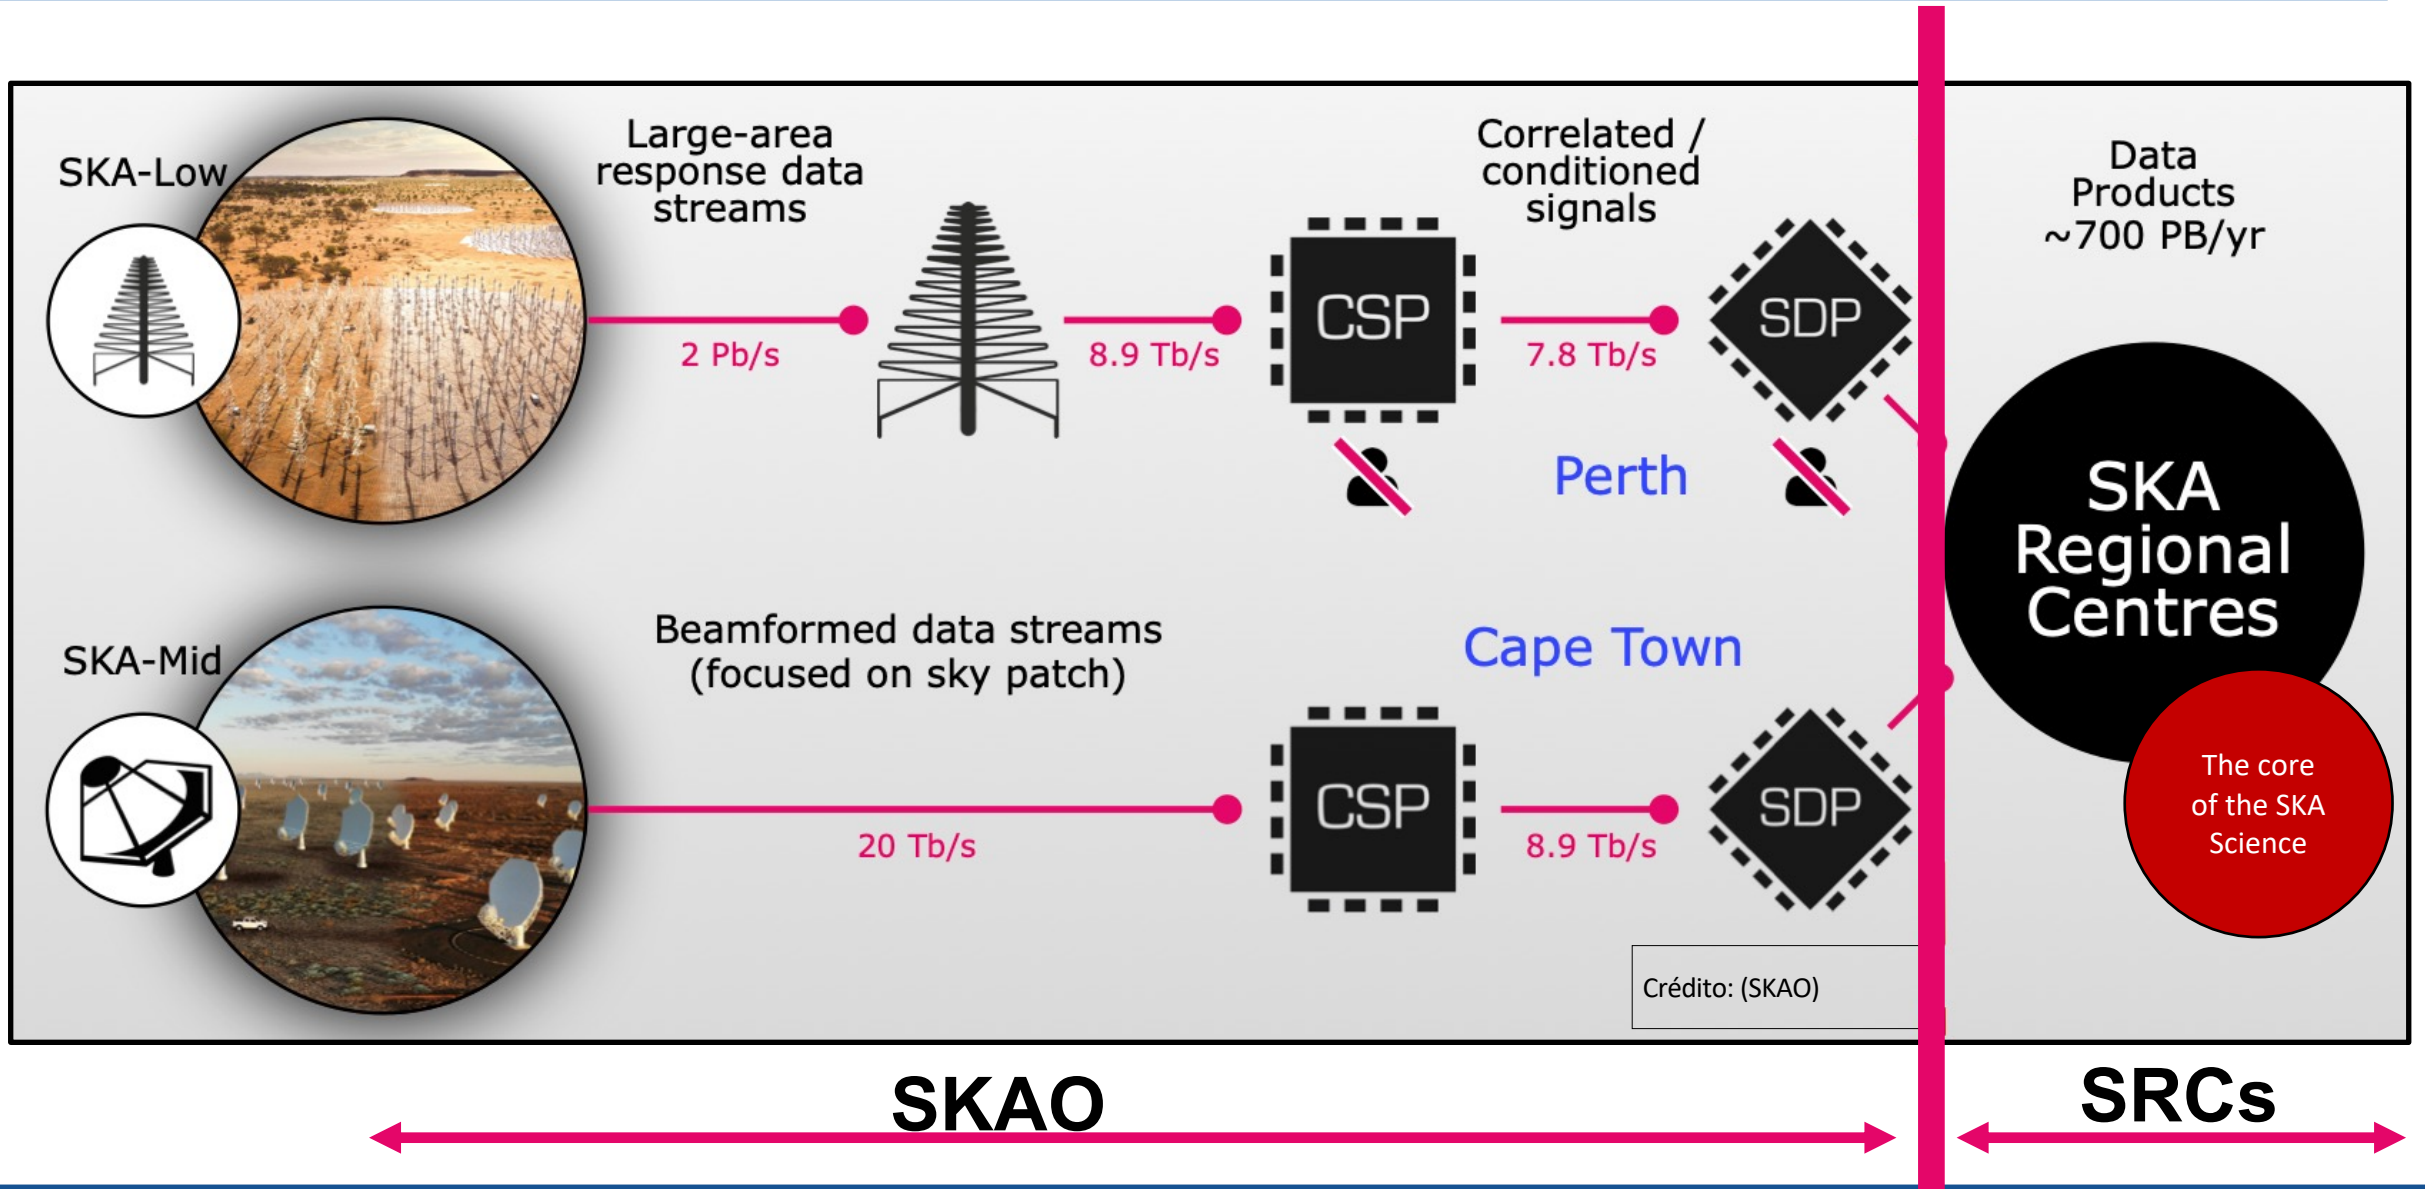 SKA-Low
Large-area
response data
streams
2 Pb/s
8.9 Tb/s
CSP
Correlated /
conditioned
signals
7.8 Tb/s
SDP
Perth
Data
Products
~700 PB/yr
SKA
Regional
Centres
SKA-Mid
Beamformed data streams
(focused on sky patch)
20 Tb/s
Cape Town
CSP
8.9 Tb/s
SDP
The core
of the SKA
Science
Crédito: (SKAO)
SKAO
SRCs